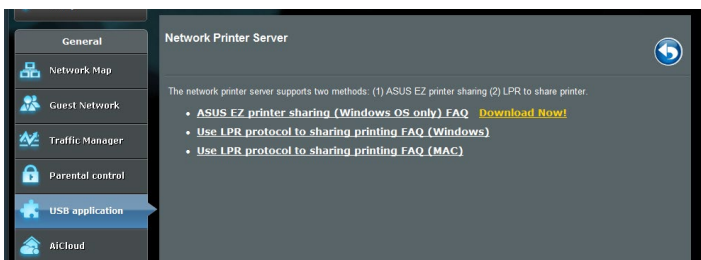 General
Network Map
Guest Network
Traffic Manager
Parental control
USB application
AiCloud
Network Printer Server
The network printer server supports two methods: (1) ASUS EZ printer sharing (2) LPR to share printer.
ASUS EZ printer sharing (Windows OS only) FAQ Download Now!
Use LPR protocol to sharing printing FAQ (Windows)
Use LPR protocol to sharing printing FAQ (MAC)